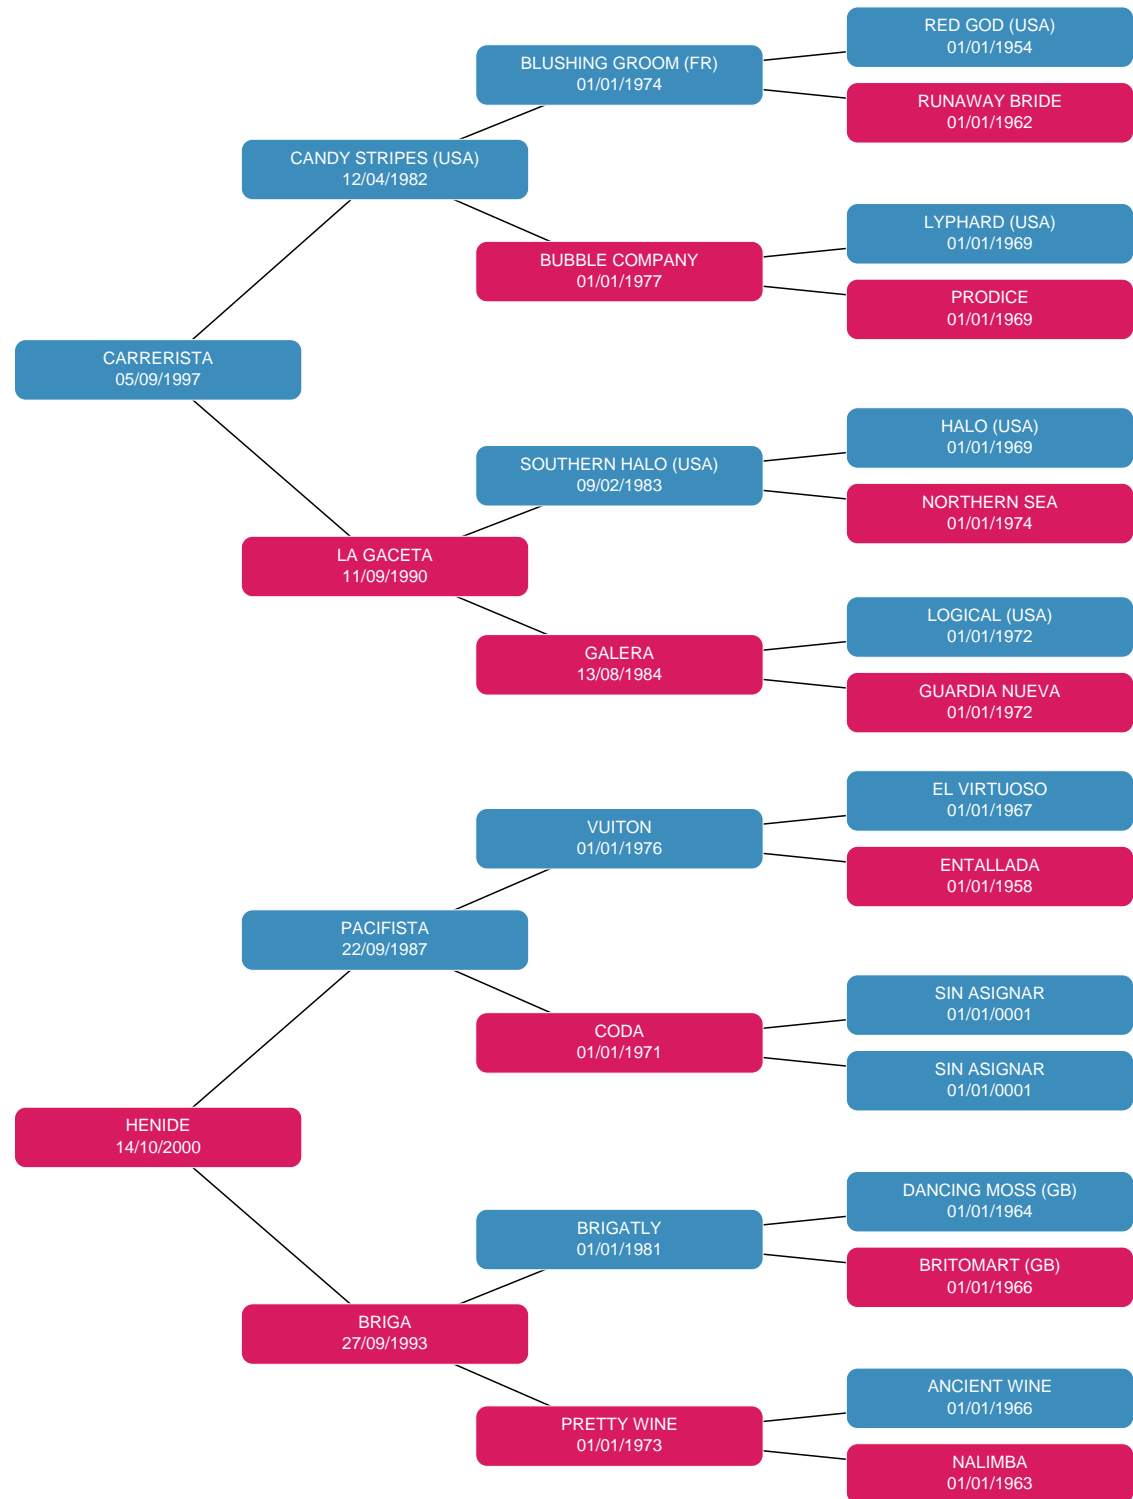 RED GOD (USA)
01/01/1954
BLUSHING GROOM (FR)
01/01/1974
RUNAWAY BRIDE
01/01/1962
CANDY STRIPES (USA)
12/04/1982
LYPHARD (USA)
01/01/1969
BUBBLE COMPANY
01/01/1977
PRODICE
01/01/1969
CARRERISTA
05/09/1997
HALO (USA)
01/01/1969
SOUTHERN HALO (USA)
09/02/1983
NORTHERN SEA
01/01/1974
LA GACETA
11/09/1990
LOGICAL (USA)
01/01/1972
GALERA
13/08/1984
GUARDIA NUEVA
01/01/1972
EL VIRTUOSO
01/01/1967
VUITON
01/01/1976
ENTALLADA
01/01/1958
PACIFISTA
22/09/1987
SIN ASIGNAR
01/01/0001
CODA
01/01/1971
SIN ASIGNAR
01/01/0001
HENIDE
14/10/2000
DANCING MOSS (GB)
01/01/1964
BRIGATLY
01/01/1981
BRITOMART (GB)
01/01/1966
BRIGA
27/09/1993
ANCIENT WINE
01/01/1966
PRETTY WINE
01/01/1973
NALIMBA
01/01/1963